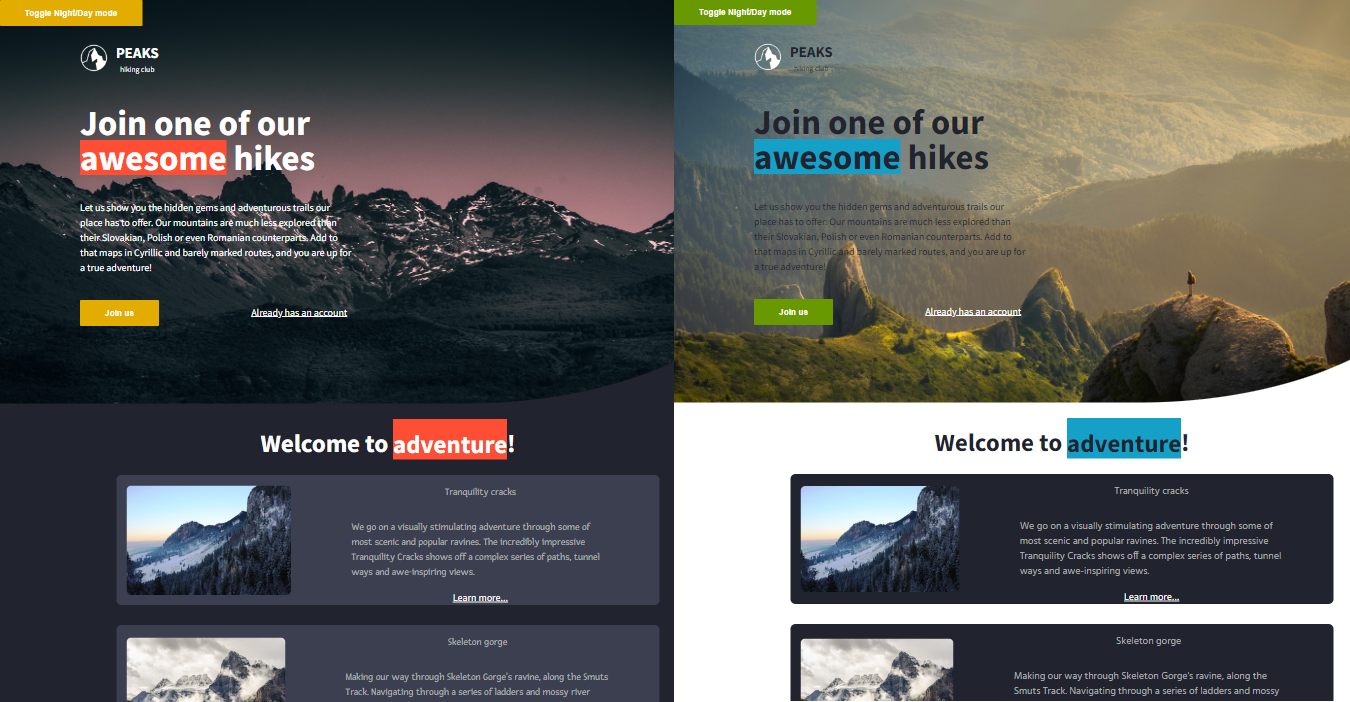 Toggle Night/Day mode
PEAKS
hiking club
Join one of our
awesome hikes
Let us show you the hidden gems and adventurous trails our
place has to offer. Our mountains are much less explored than
their Slovakian, Polish or even Romanian counterparts. Add to
that maps in Cyrillic and barely marked routes, and you are up for
a true adventure!
Join us
Already has an account
Welcome to adventure!
Tranquility cracks
We go on a visually stimulating adventure through some of
most scenic and popular ravines. The incredibly impressive
Tranquility Cracks shows off a complex series of paths, tunnel
ways and awe-inspiring views.
Learn more...
Skeleton gorge
Making our way through Skeleton Gorge's ravine, along the Smuts
Track. Navigating through a series of ladders and mossy river
Toggle Night/Day mode
PEAKS
hiking club
Join one of our
awesome hikes
Let us show you the hidden gems and adventurous trails our
place has to offer. Our mountains are much less explored than
their Slovakian, Polish or even Romanian counterparts. Add to
that maps in Cyrillic and barely marked routes, and you are up for
a true adventure!
Join us
Already has an account
Welcome to adventure!
Tranquility cracks
We go on a visually stimulating adventure through some of
most scenic and popular ravines. The incredibly impressive
Tranquility Cracks shows off a complex series of paths, tunnel
ways and awe-inspiring views.
Learn more...
Skeleton gorge
Making our way through Skeleton Gorge's ravine, along the
Smuts Track. Navigating through a series of ladders and mossy